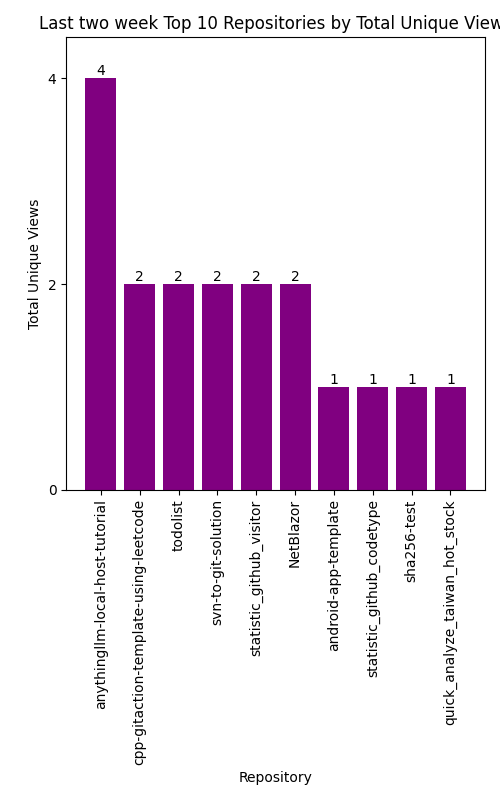 Last two week Top 10 Repositories by Total Unique View
4
2
2
2
2
2
1
1
1
1
4
2
0
Total Unique Views
anythingllm-local-host-tutorial
cpp-gitaction-template-using-leetcode
todolist
svn-to-git-solution
statistic_github_visitor
NetBlazor
android-app-template
statistic_github_codetype
sha256-test
quick_analyze_taiwan_hot_stock
Repository